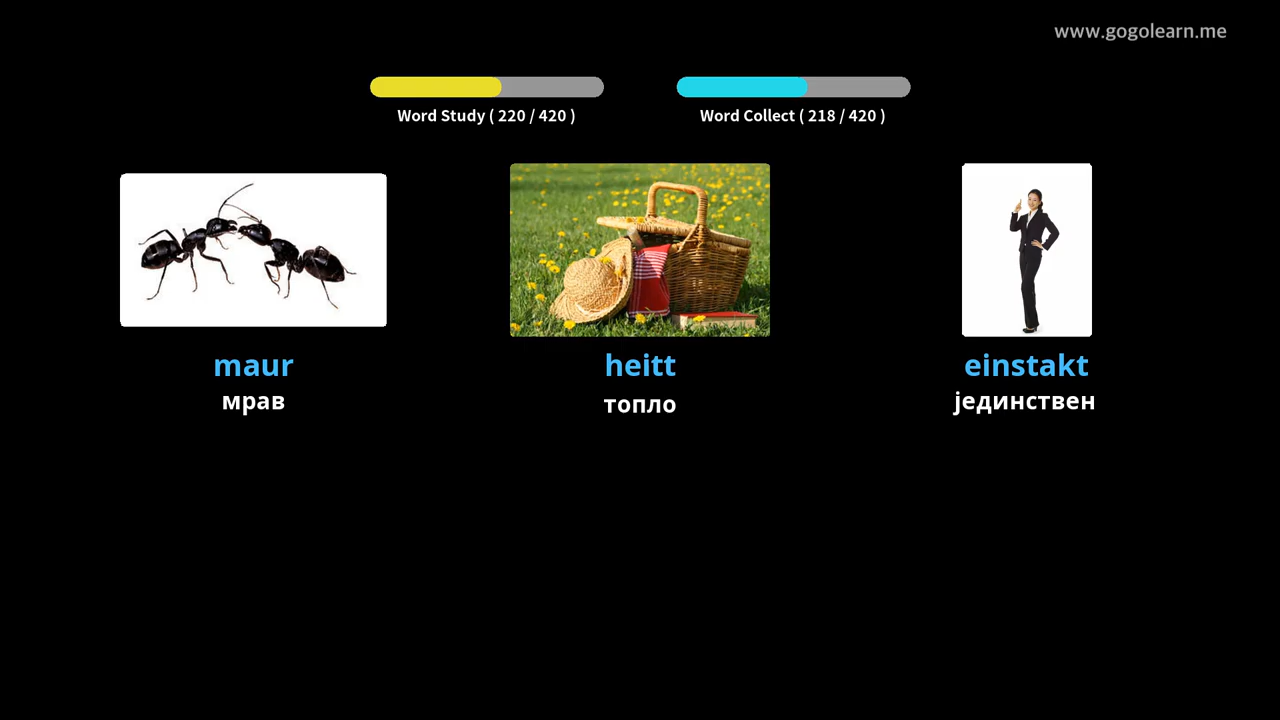 www.gogolearn.me
Word Study ( 220 / 420 )
Word Collect ( 218 / 420 )
maur
мрав
heitt
топло
einstakt
јединствен